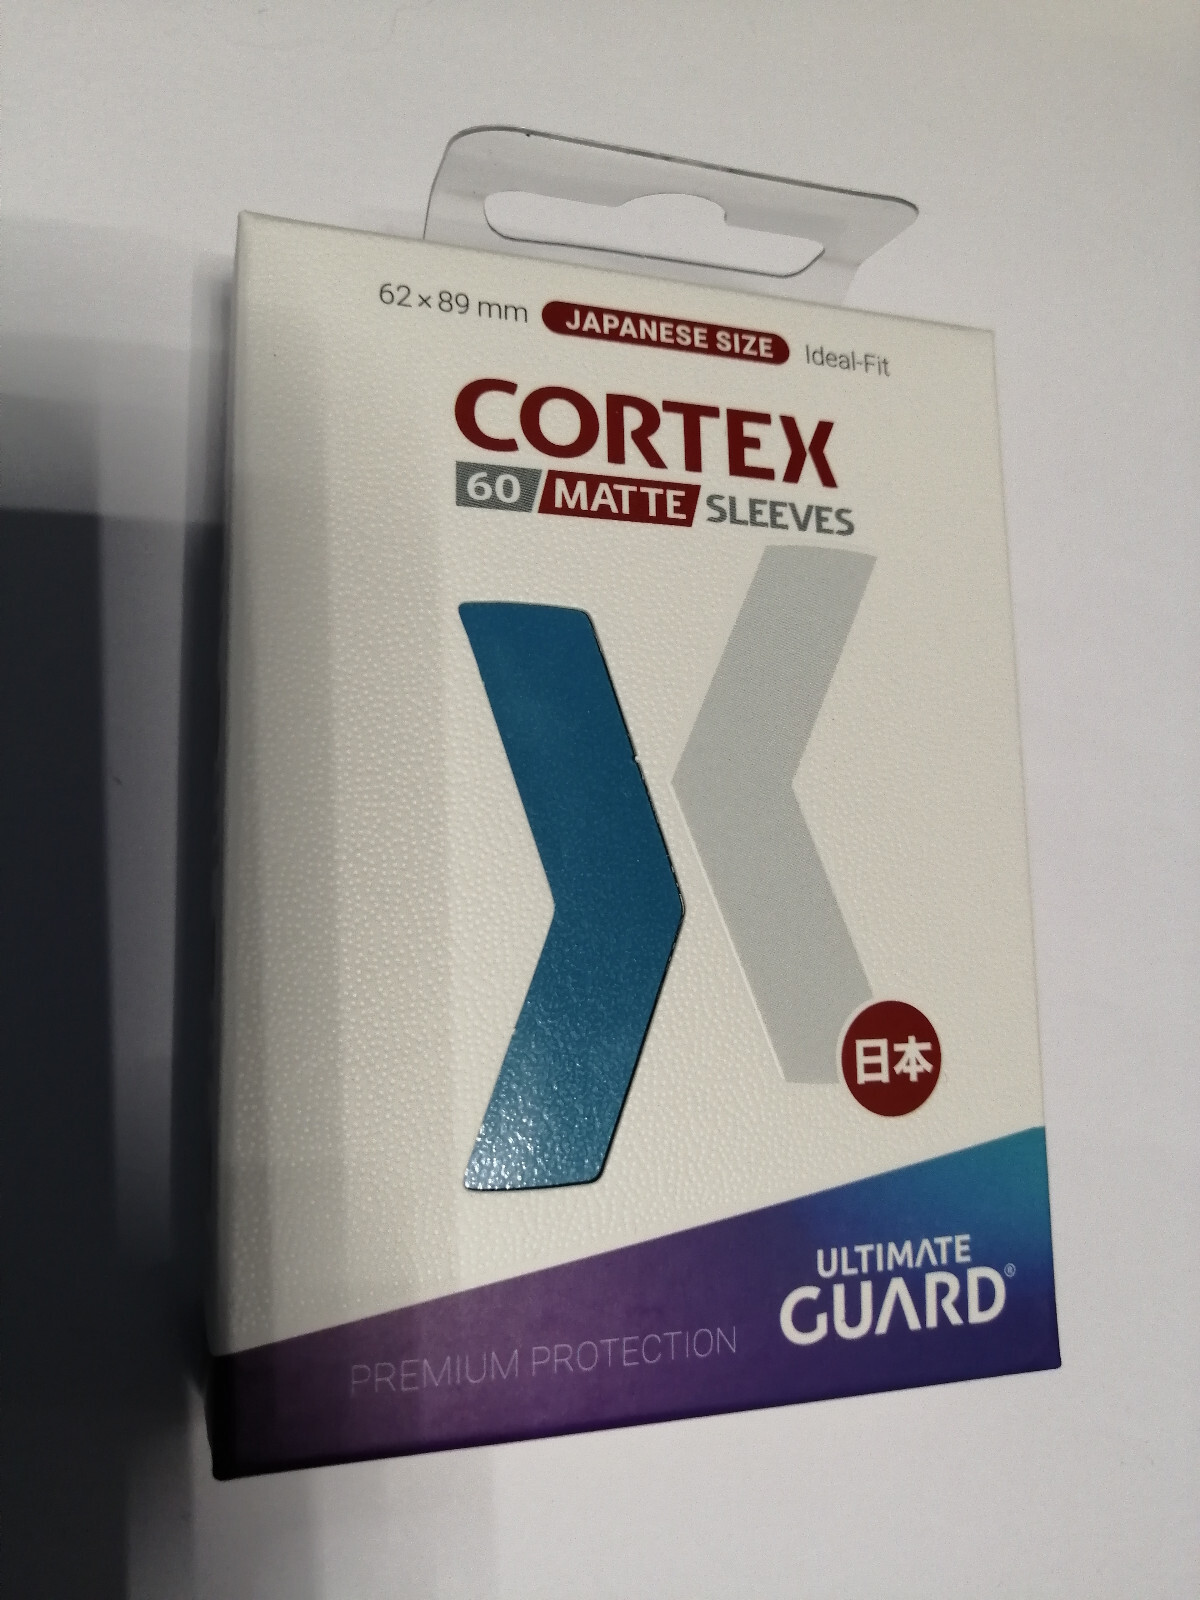 62 × 89 mm JAPANESE SIZE Ideal-Fit
CORTEX
60 MATTE SLEEVES
日本
ULTIMATE
GUARD®
PREMIUM PROTECTION